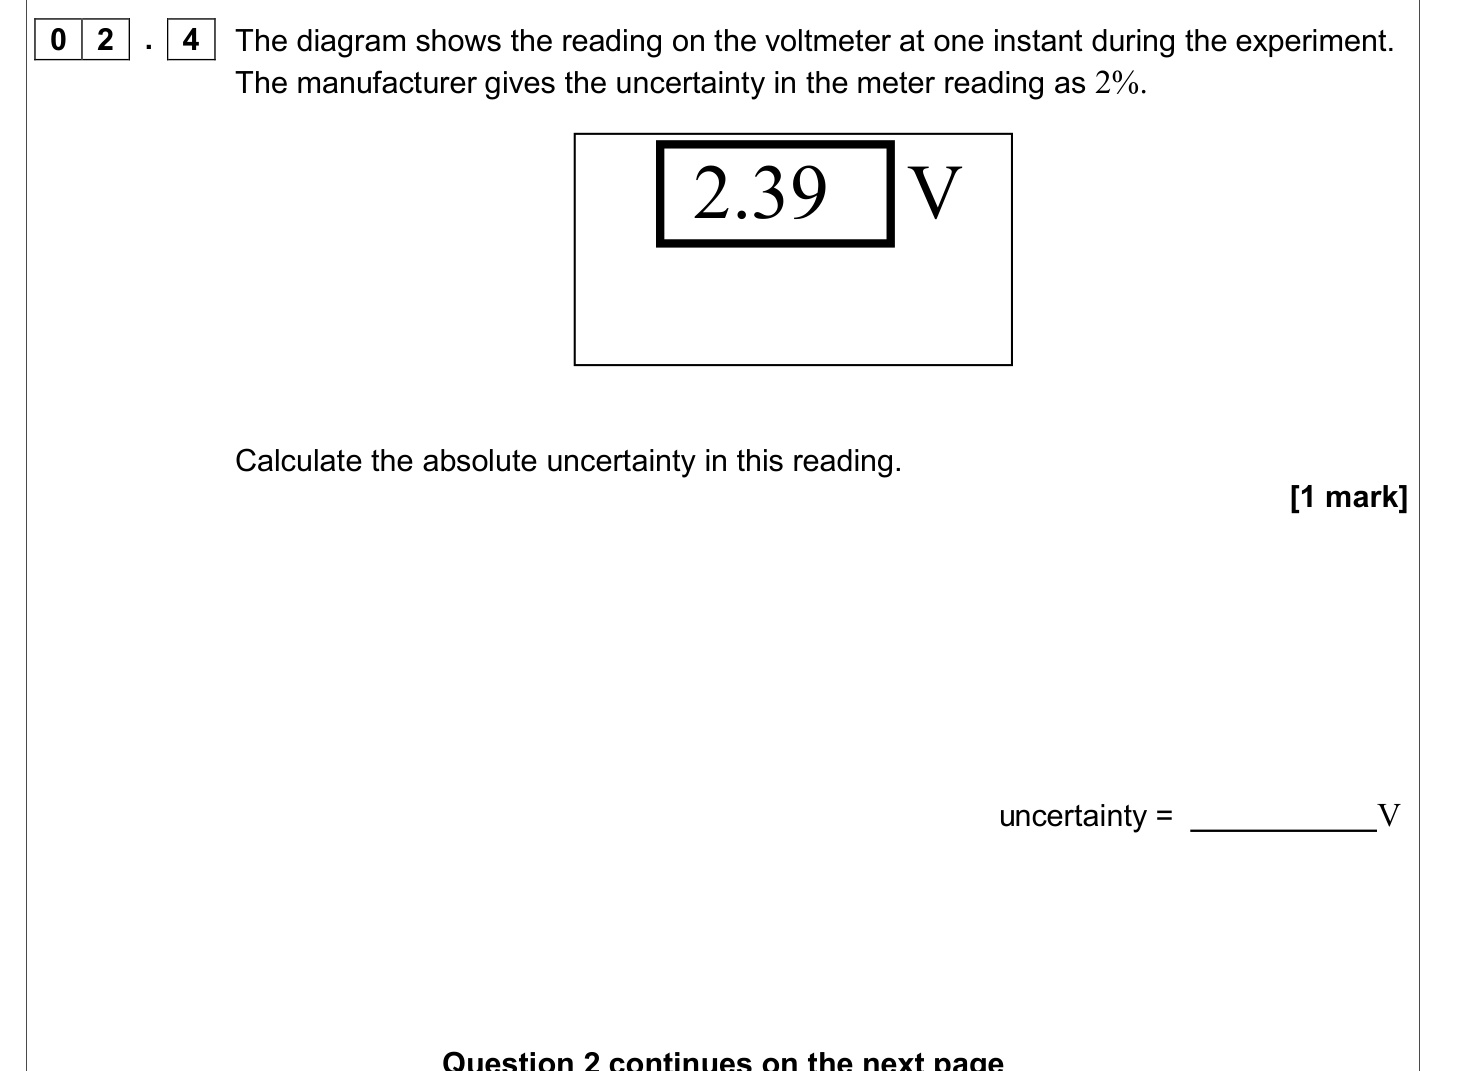 02.4 The diagram shows the reading on the voltmeter at one instant during the experiment.
The manufacturer gives the uncertainty in the meter reading as 2%.
2.39 V
Calculate the absolute uncertainty in this reading.
[1 mark]
uncertainty = __________ V
Question 2 continues on the next page